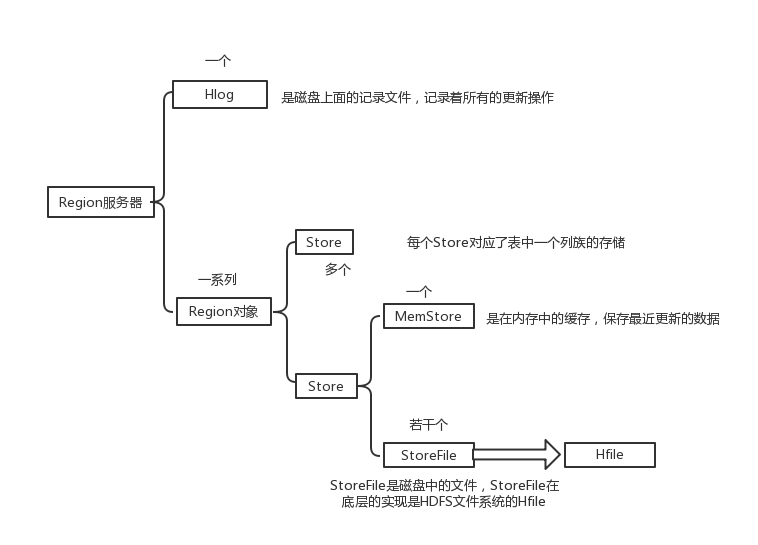 一个
Hlog
是磁盘上面的记录文件，记录着所有的更新操作
Region服务器
Store
每个Store对应了表中一个列族的存储
多个
一系列
Region对象
一个
MemStore
是在内存中的缓存，保存最近更新的数据
Store
若干个
StoreFile
Hfile
StoreFile是磁盘中的文件，StoreFile在
底层的实现是HDFS文件系统的Hfile